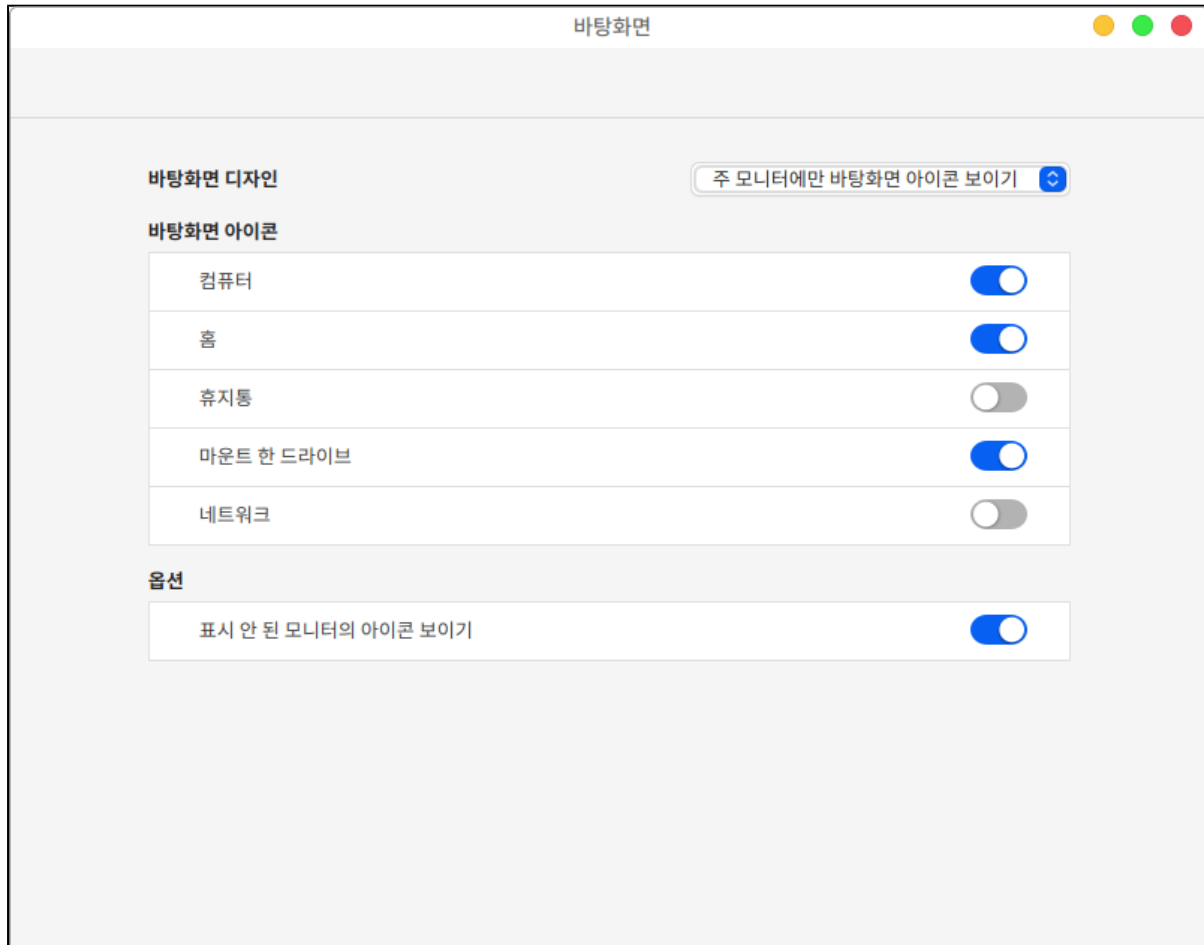 바탕화면
바탕화면 디자인
주 모니터에만 바탕화면 아이콘 보이기
바탕화면 아이콘
컴퓨터
홈
휴지통
마운트 한 드라이브
네트워크
옵션
표시 안 된 모니터의 아이콘 보이기